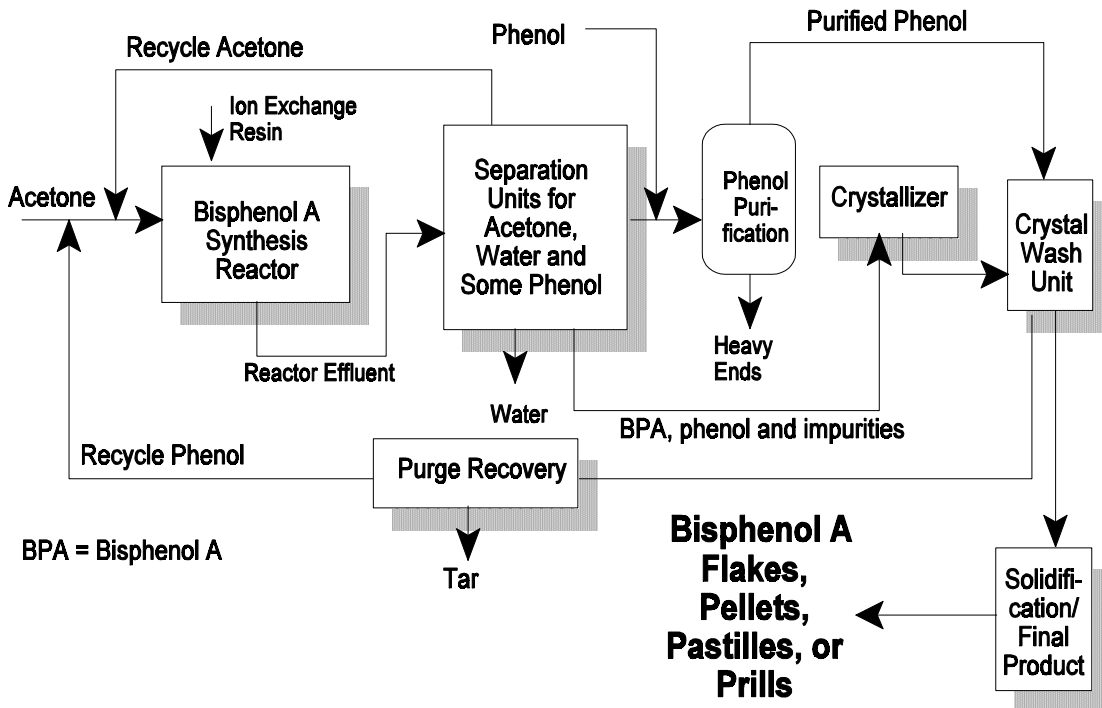 Recycle Acetone
Phenol
Purified Phenol
Ion Exchange
Resin
Acetone
Bisphenol A
Synthesis
Reactor
Separation
Units for
Acetone,
Water and
Some Phenol
Phenol
Puri-
fication
Crystallizer
Crystal
Wash
Unit
Reactor Effluent
Heavy
Ends
Water
BPA, phenol and impurities
Recycle Phenol
Purge Recovery
BPA = Bisphenol A
Tar
Bisphenol A
Flakes,
Pellets,
Pastilles, or
Prills
Solidifi-
cation/
Final
Product